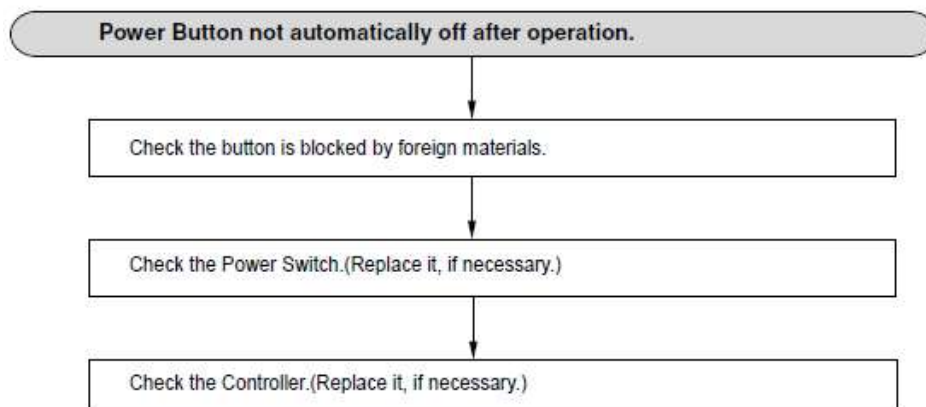 Power Button not automatically off after operation.
Check the button is blocked by foreign materials.
Check the Power Switch.(Replace it, if necessary.)
Check the Controller.(Replace it, if necessary.)